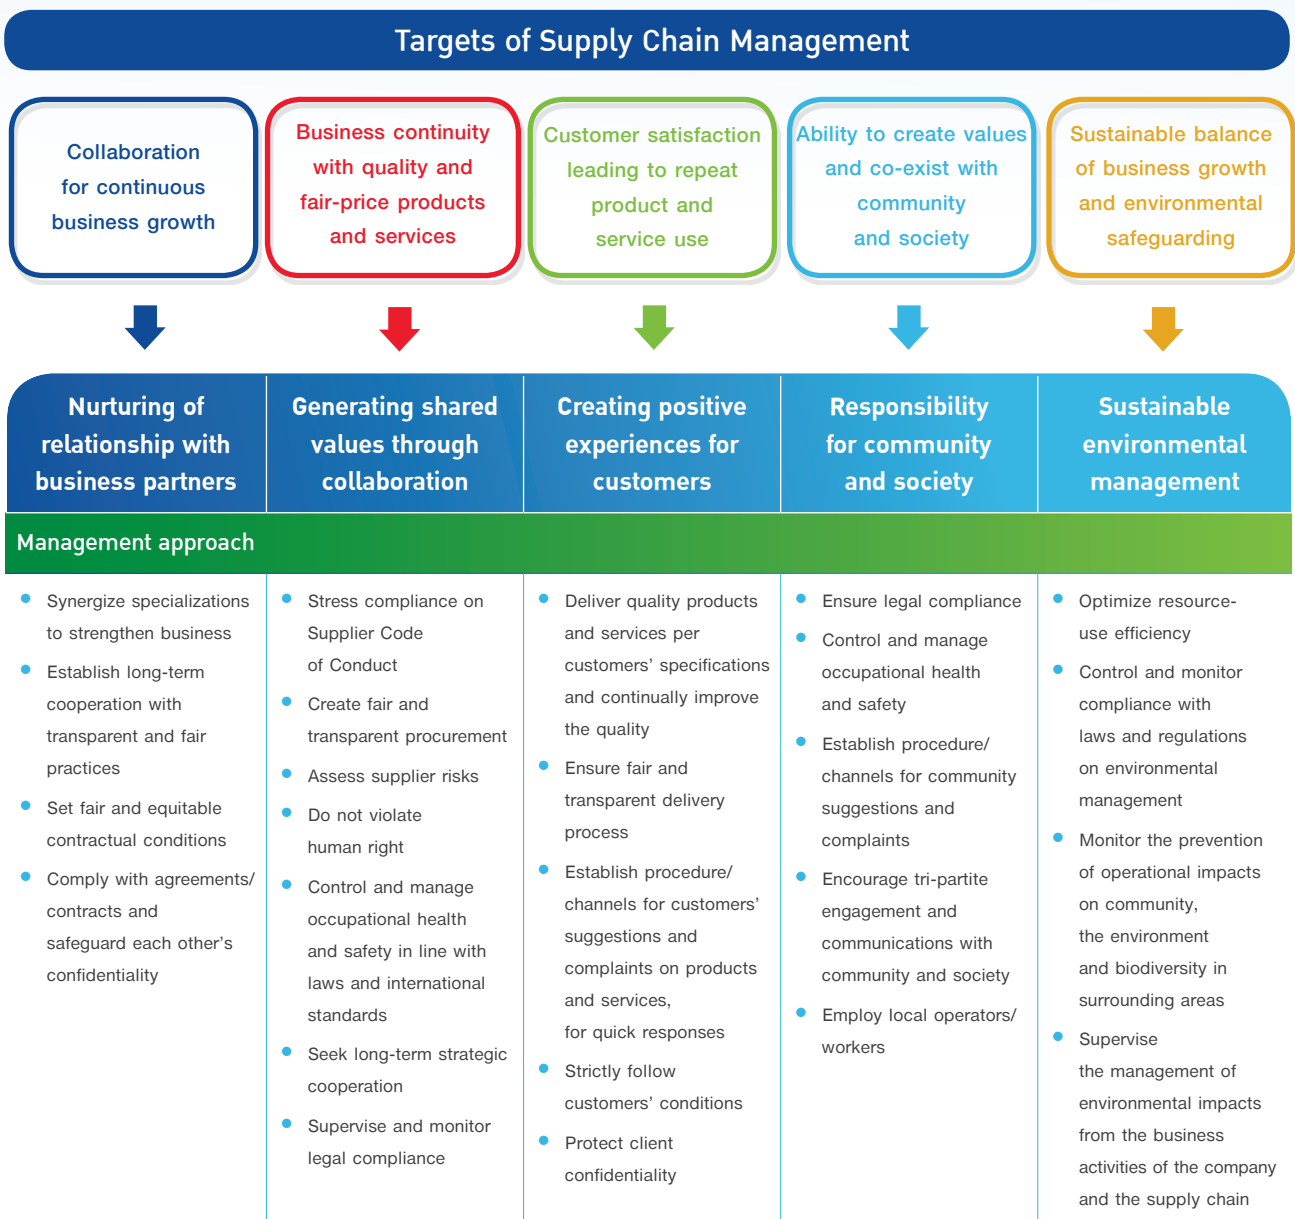 Targets of Supply Chain Management
Collaboration
for continuous
business growth
Business continuity
with quality and
fair-price products
and services
Customer satisfaction
leading to repeat
product and
service use
Ability to create values
and co-exist with
community
and society
Sustainable balance
of business growth
and environmental
safeguarding
Nurturing of
relationship with
business partners
Generating shared
values through
collaboration
Creating positive
experiences for
customers
Responsibility
for community
and society
Sustainable
environmental
management
Management approach
• Synergize specializations
to strengthen business
• Establish long-term
cooperation with
transparent and fair
practices
• Set fair and equitable
contractual conditions
• Comply with agreements/
contracts and
safeguard each other's
confidentiality
• Stress compliance on
Supplier Code
of Conduct
• Create fair and
transparent procurement
• Assess supplier risks
• Do not violate
human right
• Control and manage
occupational health
and safety in line with
laws and international
standards
• Seek long-term strategic
cooperation
• Supervise and monitor
legal compliance
• Deliver quality products
and services per
customers' specifications
and continually improve
the quality
• Ensure fair and
transparent delivery
process
• Establish procedure/
channels for customers'
suggestions and
complaints on products
and services,
for quick responses
• Strictly follow
customers' conditions
• Protect client
confidentiality
• Ensure legal compliance
• Control and manage
occupational health
and safety
• Establish procedure/
channels for community
suggestions and
complaints
• Encourage tri-partite
engagement and
communications with
community and society
• Employ local operators/
workers
• Optimize resource-
use efficiency
• Control and monitor
compliance with
laws and regulations
on environmental
management
• Monitor the prevention
of operational impacts
on community,
the environment
and biodiversity in
surrounding areas
• Supervise
the management of
environmental impacts
from the business
activities of the company
and the supply chain